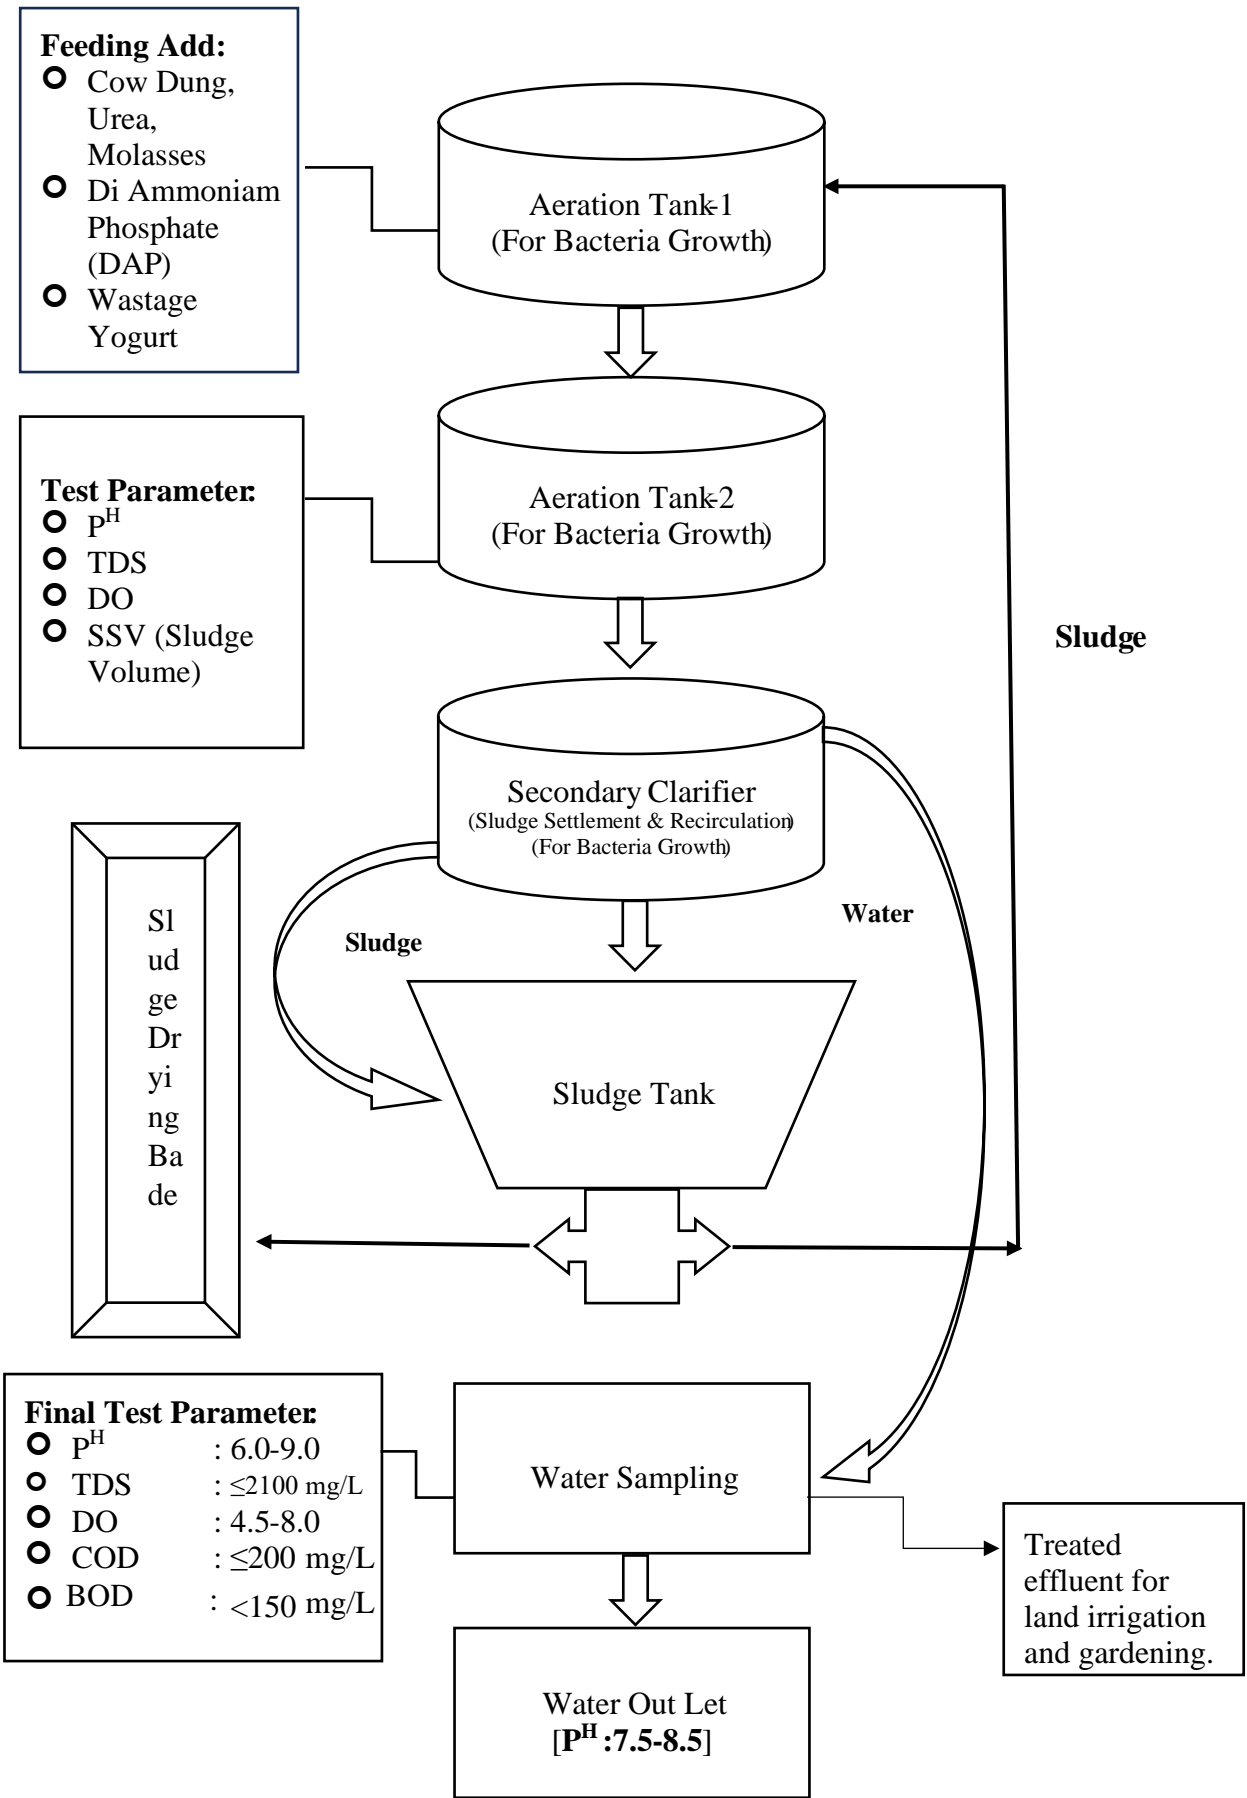 Feeding Add:
Cow Dung,
Urea,
Molasses
Di Ammoniam
Phosphate
(DAP)
Wastage
Yogurt
Aeration Tank-1
(For Bacteria Growth)
Test Parameter:
P^H
TDS
DO
SSV (Sludge
Volume)
Aeration Tank-2
(For Bacteria Growth)
Sludge
Secondary Clarifier
(Sludge Settlement & Recirculation)
(For Bacteria Growth)
Sludge
Water
Sl
ud
ge
Dr
yi
ng
Ba
de
Sludge Tank
Final Test Parameter:
P^H : 6.0-9.0
TDS : ≤2100 mg/L
DO : 4.5-8.0
COD : ≤200 mg/L
BOD : <150 mg/L
Water Sampling
Treated
effluent for
land irrigation
and gardening.
Water Out Let
[P^H :7.5-8.5]